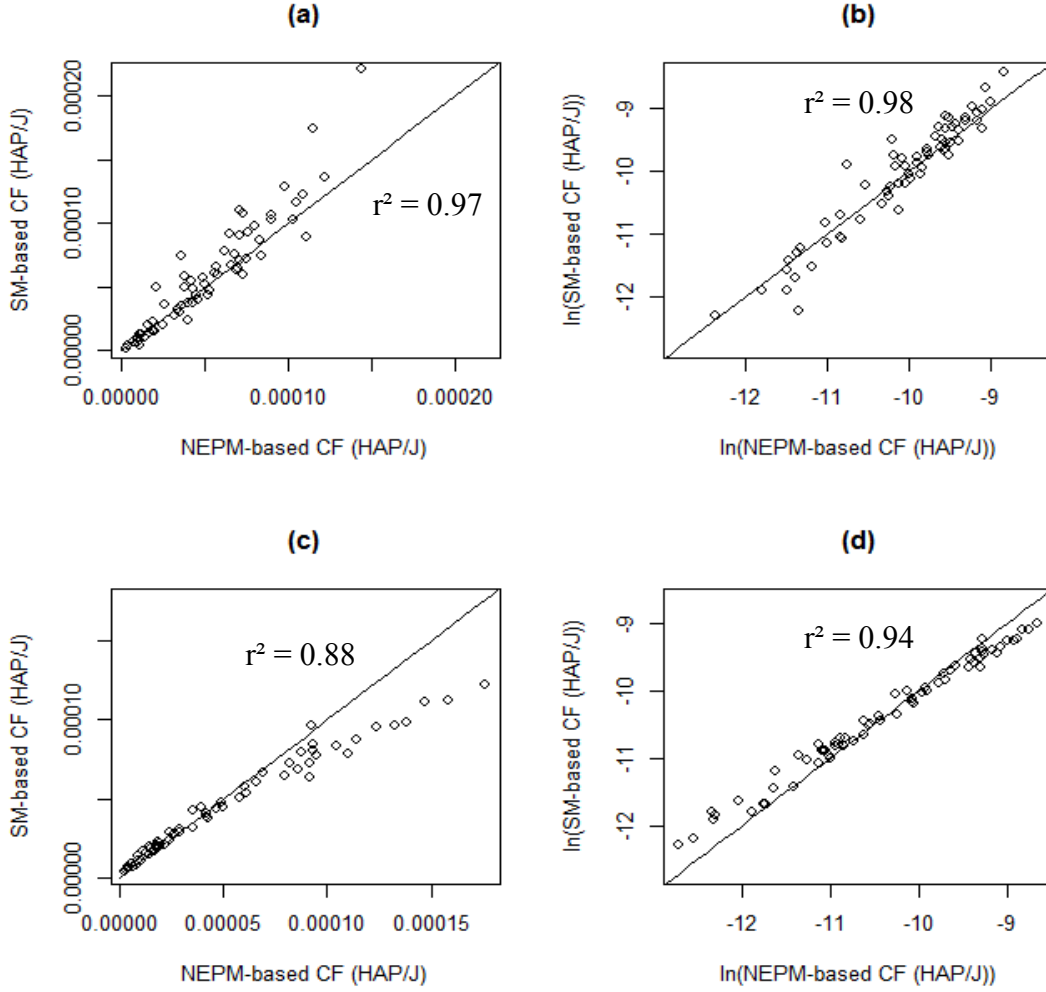 (a)
SM-based CF (HAP/J)
0.00000
0.00010
0.00020
r² = 0.97
0.00000
0.00010
0.00020
NEPM-based CF (HAP/J)
(b)
ln(SM-based CF (HAP/J))
-12
-11
-10
-9
r² = 0.98
-12
-11
-10
-9
ln(NEPM-based CF (HAP/J))
(c)
SM-based CF (HAP/J)
0.00000
0.00010
r² = 0.88
0.00000
0.00005
0.00010
0.00015
NEPM-based CF (HAP/J)
(d)
ln(SM-based CF (HAP/J))
-12
-11
-10
-9
r² = 0.94
-12
-11
-10
-9
ln(NEPM-based CF (HAP/J))